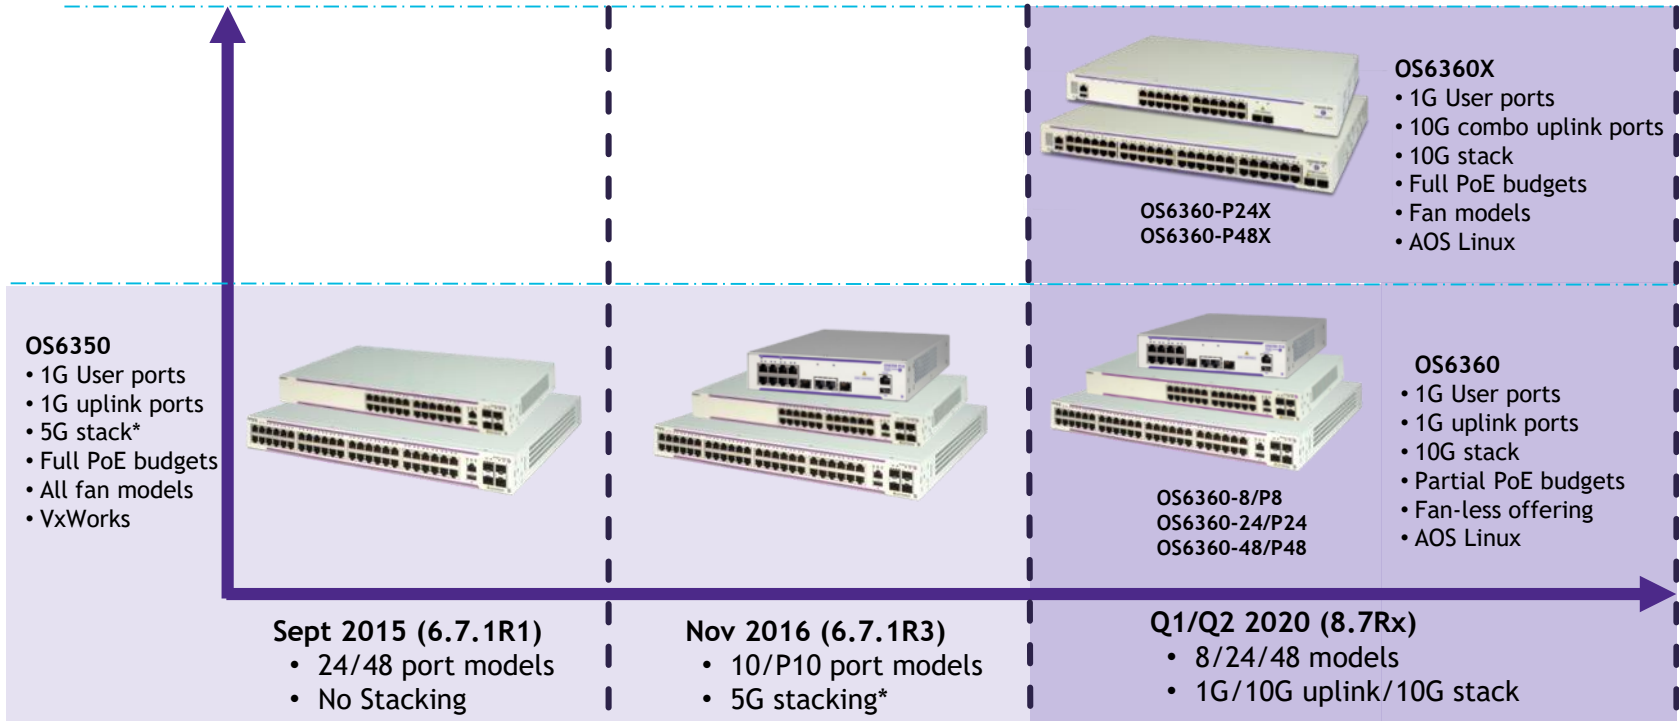 OS6360X
• 1G User ports
• 10G combo uplink ports
• 10G stack
• Full PoE budgets
• Fan models
• AOS Linux
OS6360-P24X
OS6360-P48X
OS6350
• 1G User ports
• 1G uplink ports
• 5G stack*
• Full PoE budgets
• All fan models
• VxWorks
OS6360
• 1G User ports
• 1G uplink ports
• 10G stack
• Partial PoE budgets
• Fan-less offering
• AOS Linux
OS6360-8/P8
OS6360-24/P24
OS6360-48/P48
Sept 2015 (6.7.1R1)
• 24/48 port models
• No Stacking
Nov 2016 (6.7.1R3)
• 10/P10 port models
• 5G stacking*
Q1/Q2 2020 (8.7Rx)
• 8/24/48 models
• 1G/10G uplink/10G stack